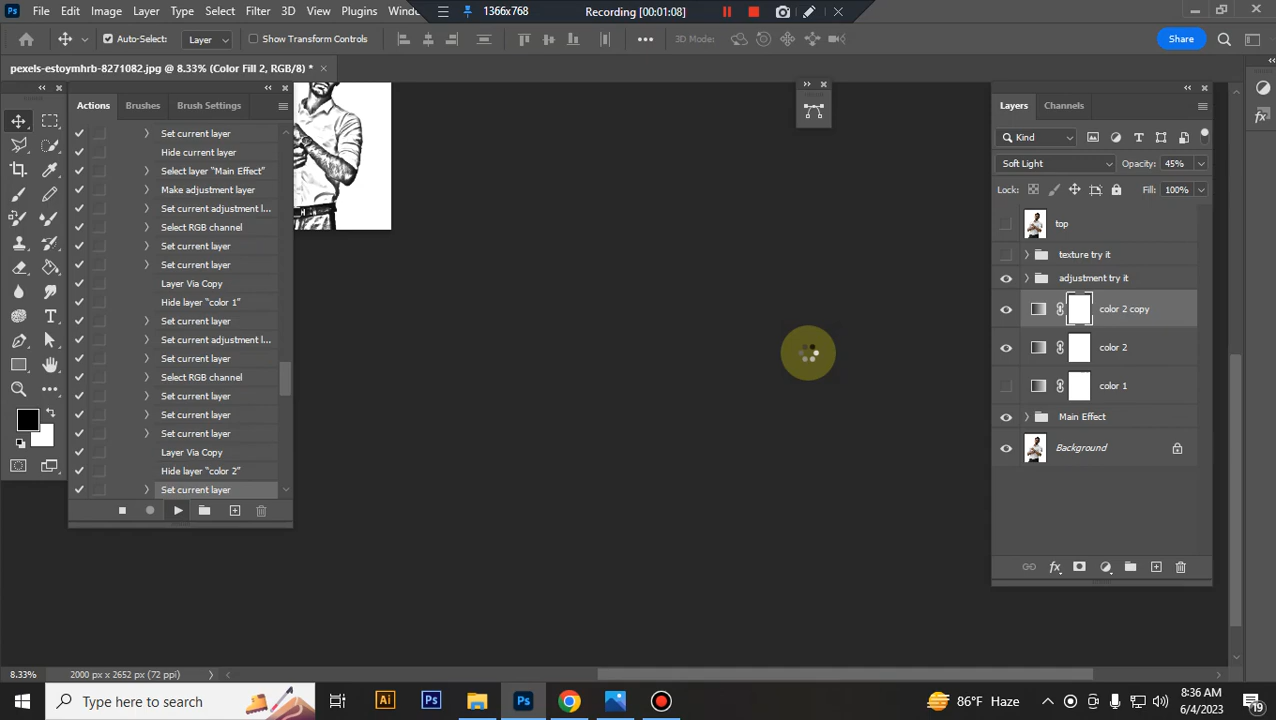 File Edit Image Layer Type Select Filter 3D View Plugins Wind
1366x768 Recording [00:01:08]
Auto-Select: Layer Show Transform Controls 3D Mode: Share
pexels-estoymhrb-8271082.jpg @ 8.33% (Color Fill 2, RGB/8) *
Actions Brushes Brush Settings
Set current layer
Hide current layer
Select layer “Main Effect”
Make adjustment layer
Set current adjustment l...
Select RGB channel
Set current layer
Set current layer
Layer Via Copy
Hide layer “color 1”
Set current layer
Set current adjustment l...
Set current layer
Select RGB channel
Set current layer
Set current layer
Set current layer
Layer Via Copy
Hide layer “color 2”
Set current layer
Layers Channels
Kind
Soft Light Opacity: 45%
Lock: Fill: 100%
top
texture try it
adjustment try it
color 2 copy
color 2
color 1
Main Effect
Background
fx
8.33% 2000 px x 2652 px (72 ppi)
Type here to search
Ai Ps Ps
86°F Haze
8:36 AM
6/4/2023
19